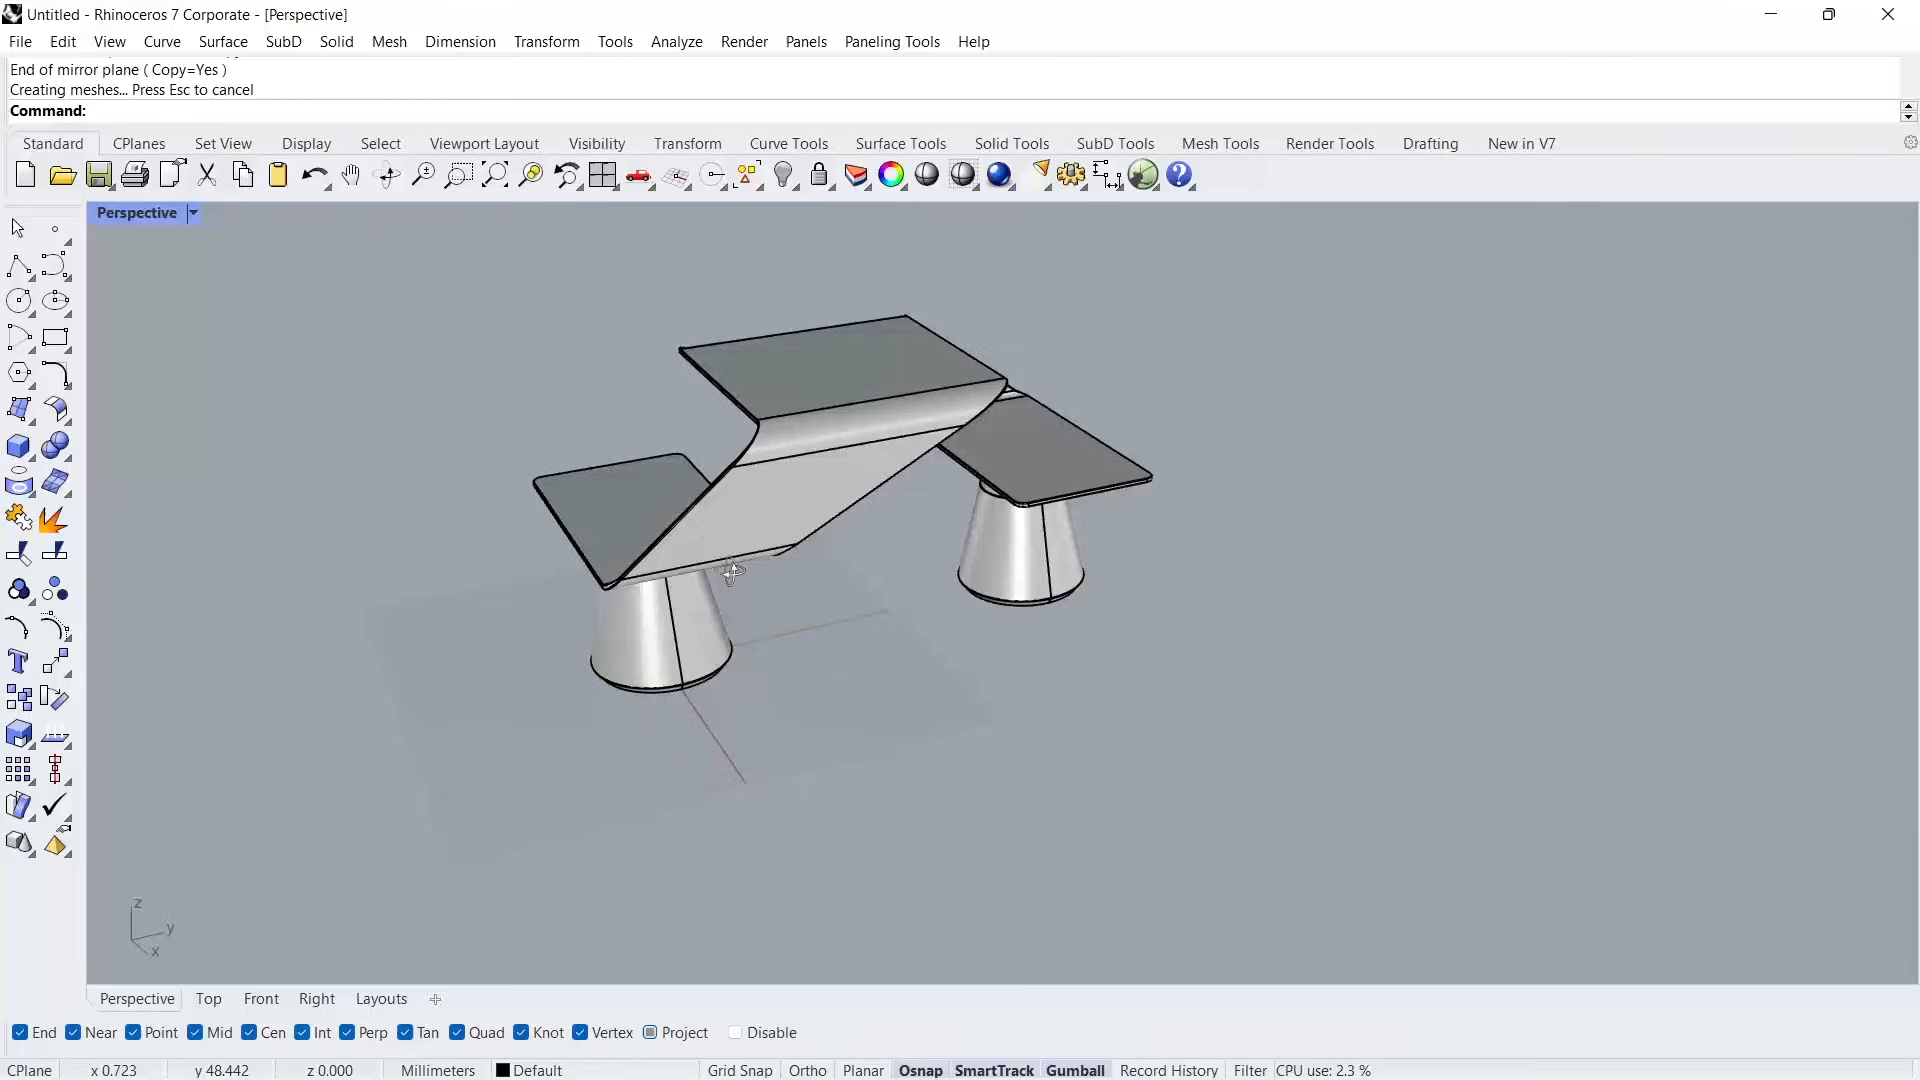 Untitled - Rhinoceros 7 Corporate - [Perspective]
File Edit View Curve Surface SubD Solid Mesh Dimension Transform Tools Analyze Render Panels Paneling Tools Help
End of mirror plane ( Copy=Yes )
Creating meshes... Press Esc to cancel
Command:
Standard CPlanes Set View Display Select Viewport Layout Visibility Transform Curve Tools Surface Tools Solid Tools SubD Tools Mesh Tools Render Tools Drafting New in V7
Perspective
z
y
x
Perspective Top Front Right Layouts
End Near Point Mid Cen Int Perp Tan Quad Knot Vertex Project Disable
CPlane x 0.723 y 48.442 z 0.000 Millimeters Default Grid Snap Ortho Planar Osnap SmartTrack Gumball Record History Filter CPU use: 2.3 %